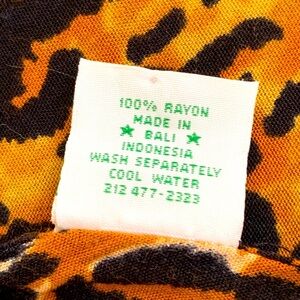 100% RAYON
MADE IN
★ BALI ★
INDONESIA
WASH SEPARATELY
COOL WATER
212 477-2323